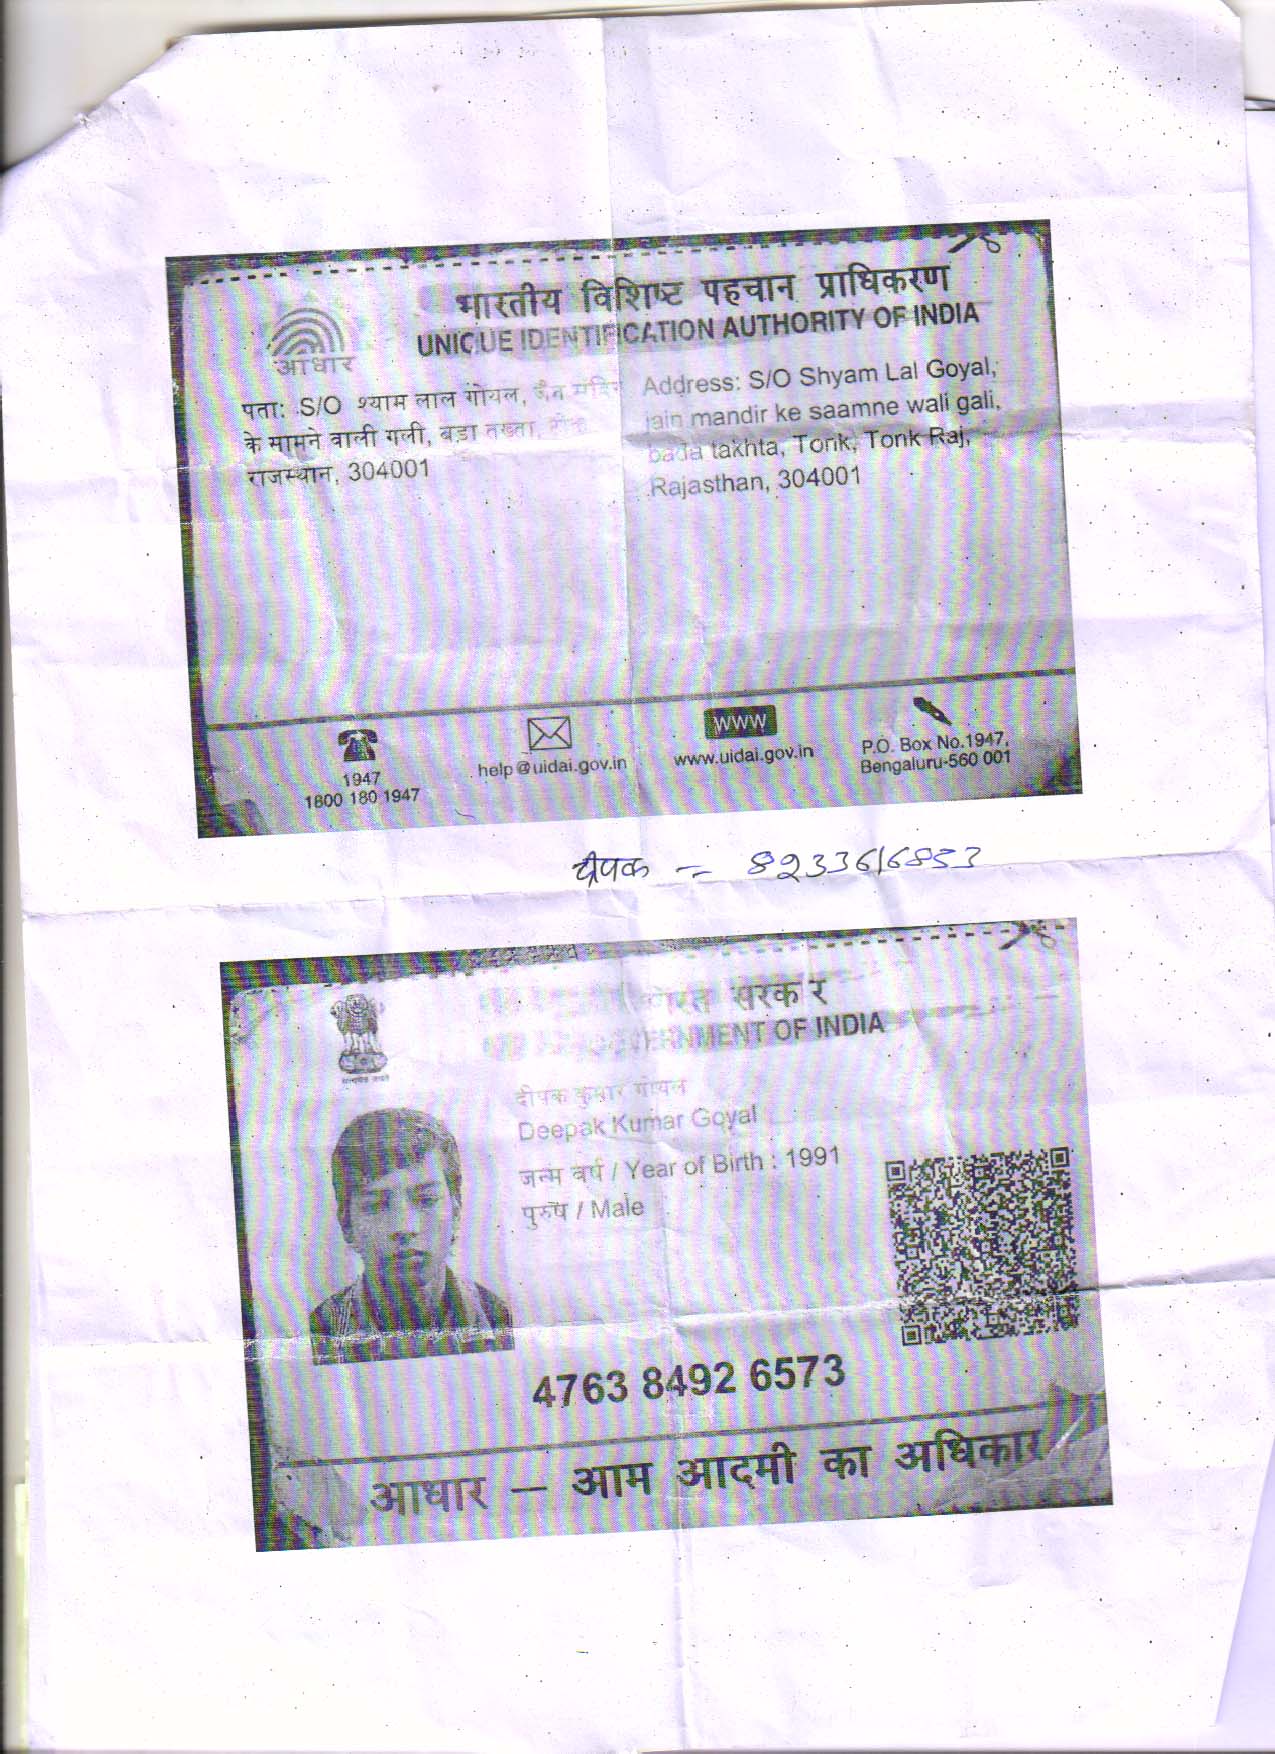 भारतीय विशिष्ट पहचान प्राधिकरण
UNIQUE IDENTIFICATION AUTHORITY OF INDIA
आधार
पता: S/O श्याम लाल गोयल, जैन मंदिर
के सामने वाली गली, बड़ा तख्ता, टोंक
राजस्थान, 304001
Address: S/O Shyam Lal Goyal,
jain mandir ke saamne wali gali,
bada takhta, Tonk, Tonk Raj,
Rajasthan, 304001
1947
1800 180 1947
help@uidai.gov.in
www
www.uidai.gov.in
P.O. Box No.1947,
Bengaluru-560 001
दीपक - 8233616853
भारत सरकार
GOVERNMENT OF INDIA
सत्यमेव जयते
दीपक कुमार गोयल
Deepak Kumar Goyal
जन्म वर्ष / Year of Birth : 1991
पुरुष / Male
4763 8492 6573
आधार — आम आदमी का अधिकार